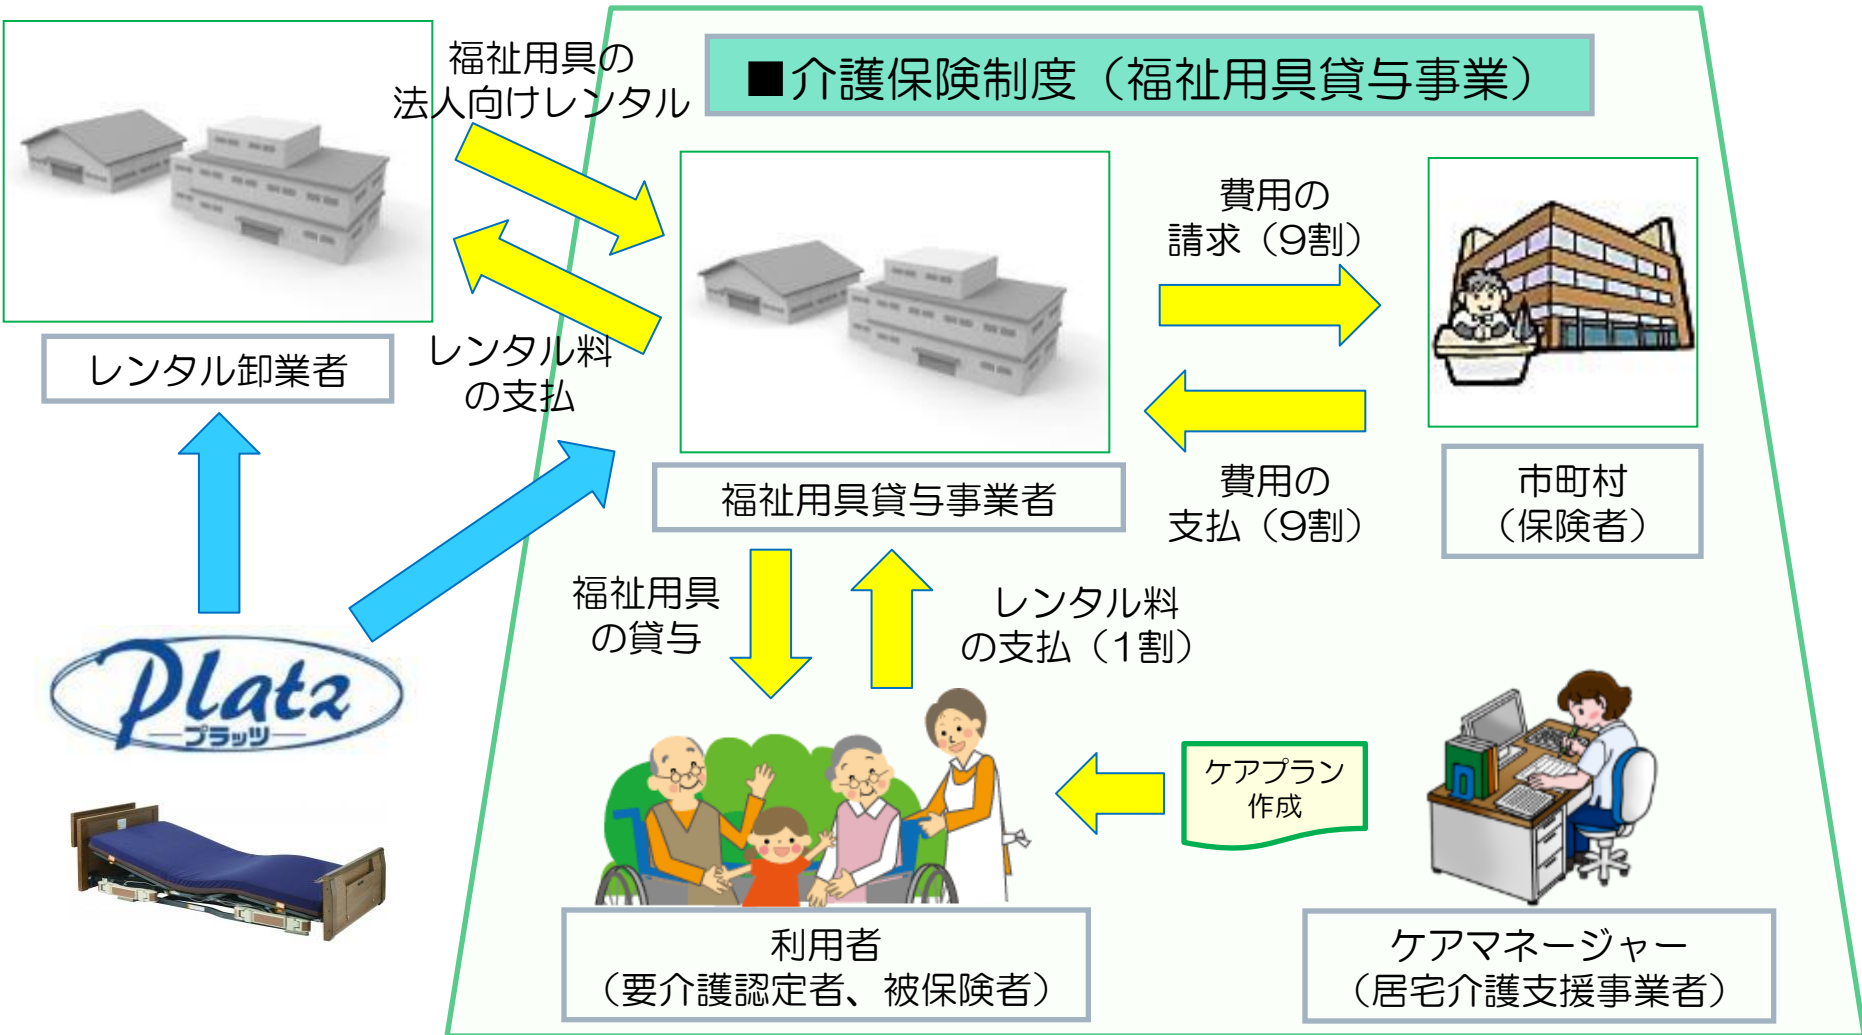 福祉用具の
法人向けレンタル
■介護保険制度（福祉用具貸与事業）
レンタル卸業者
レンタル料
の支払
福祉用具貸与事業者
費用の
請求（9割）
費用の
支払（9割）
市町村
（保険者）
福祉用具
の貸与
レンタル料
の支払（1割）
Platz
プラッツ
ケアプラン
作成
利用者
（要介護認定者、被保険者）
ケアマネージャー
（居宅介護支援事業者）